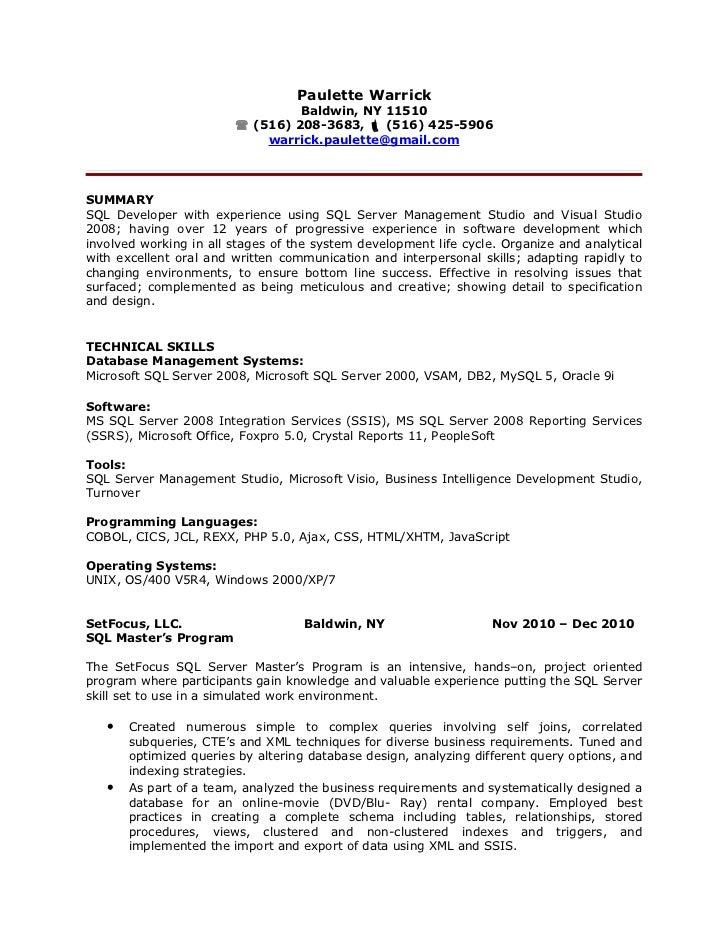 Paulette Warrick
Baldwin, NY 11510
☎ (516) 208-3683, (516) 425-5906
warrick.paulette@gmail.com
SUMMARY
SQL Developer with experience using SQL Server Management Studio and Visual Studio
2008; having over 12 years of progressive experience in software development which
involved working in all stages of the system development life cycle. Organize and analytical
with excellent oral and written communication and interpersonal skills; adapting rapidly to
changing environments, to ensure bottom line success. Effective in resolving issues that
surfaced; complemented as being meticulous and creative; showing detail to specification
and design.
TECHNICAL SKILLS
Database Management Systems:
Microsoft SQL Server 2008, Microsoft SQL Server 2000, VSAM, DB2, MySQL 5, Oracle 9i
Software:
MS SQL Server 2008 Integration Services (SSIS), MS SQL Server 2008 Reporting Services
(SSRS), Microsoft Office, Foxpro 5.0, Crystal Reports 11, PeopleSoft
Tools:
SQL Server Management Studio, Microsoft Visio, Business Intelligence Development Studio,
Turnover
Programming Languages:
COBOL, CICS, JCL, REXX, PHP 5.0, Ajax, CSS, HTML/XHTM, JavaScript
Operating Systems:
UNIX, OS/400 V5R4, Windows 2000/XP/7
SetFocus, LLC. Baldwin, NY Nov 2010 – Dec 2010
SQL Master’s Program
The SetFocus SQL Server Master’s Program is an intensive, hands–on, project oriented
program where participants gain knowledge and valuable experience putting the SQL Server
skill set to use in a simulated work environment.
• Created numerous simple to complex queries involving self joins, correlated
subqueries, CTE’s and XML techniques for diverse business requirements. Tuned and
optimized queries by altering database design, analyzing different query options, and
indexing strategies.
• As part of a team, analyzed the business requirements and systematically designed a
database for an online-movie (DVD/Blu- Ray) rental company. Employed best
practices in creating a complete schema including tables, relationships, stored
procedures, views, clustered and non-clustered indexes and triggers, and
implemented the import and export of data using XML and SSIS.